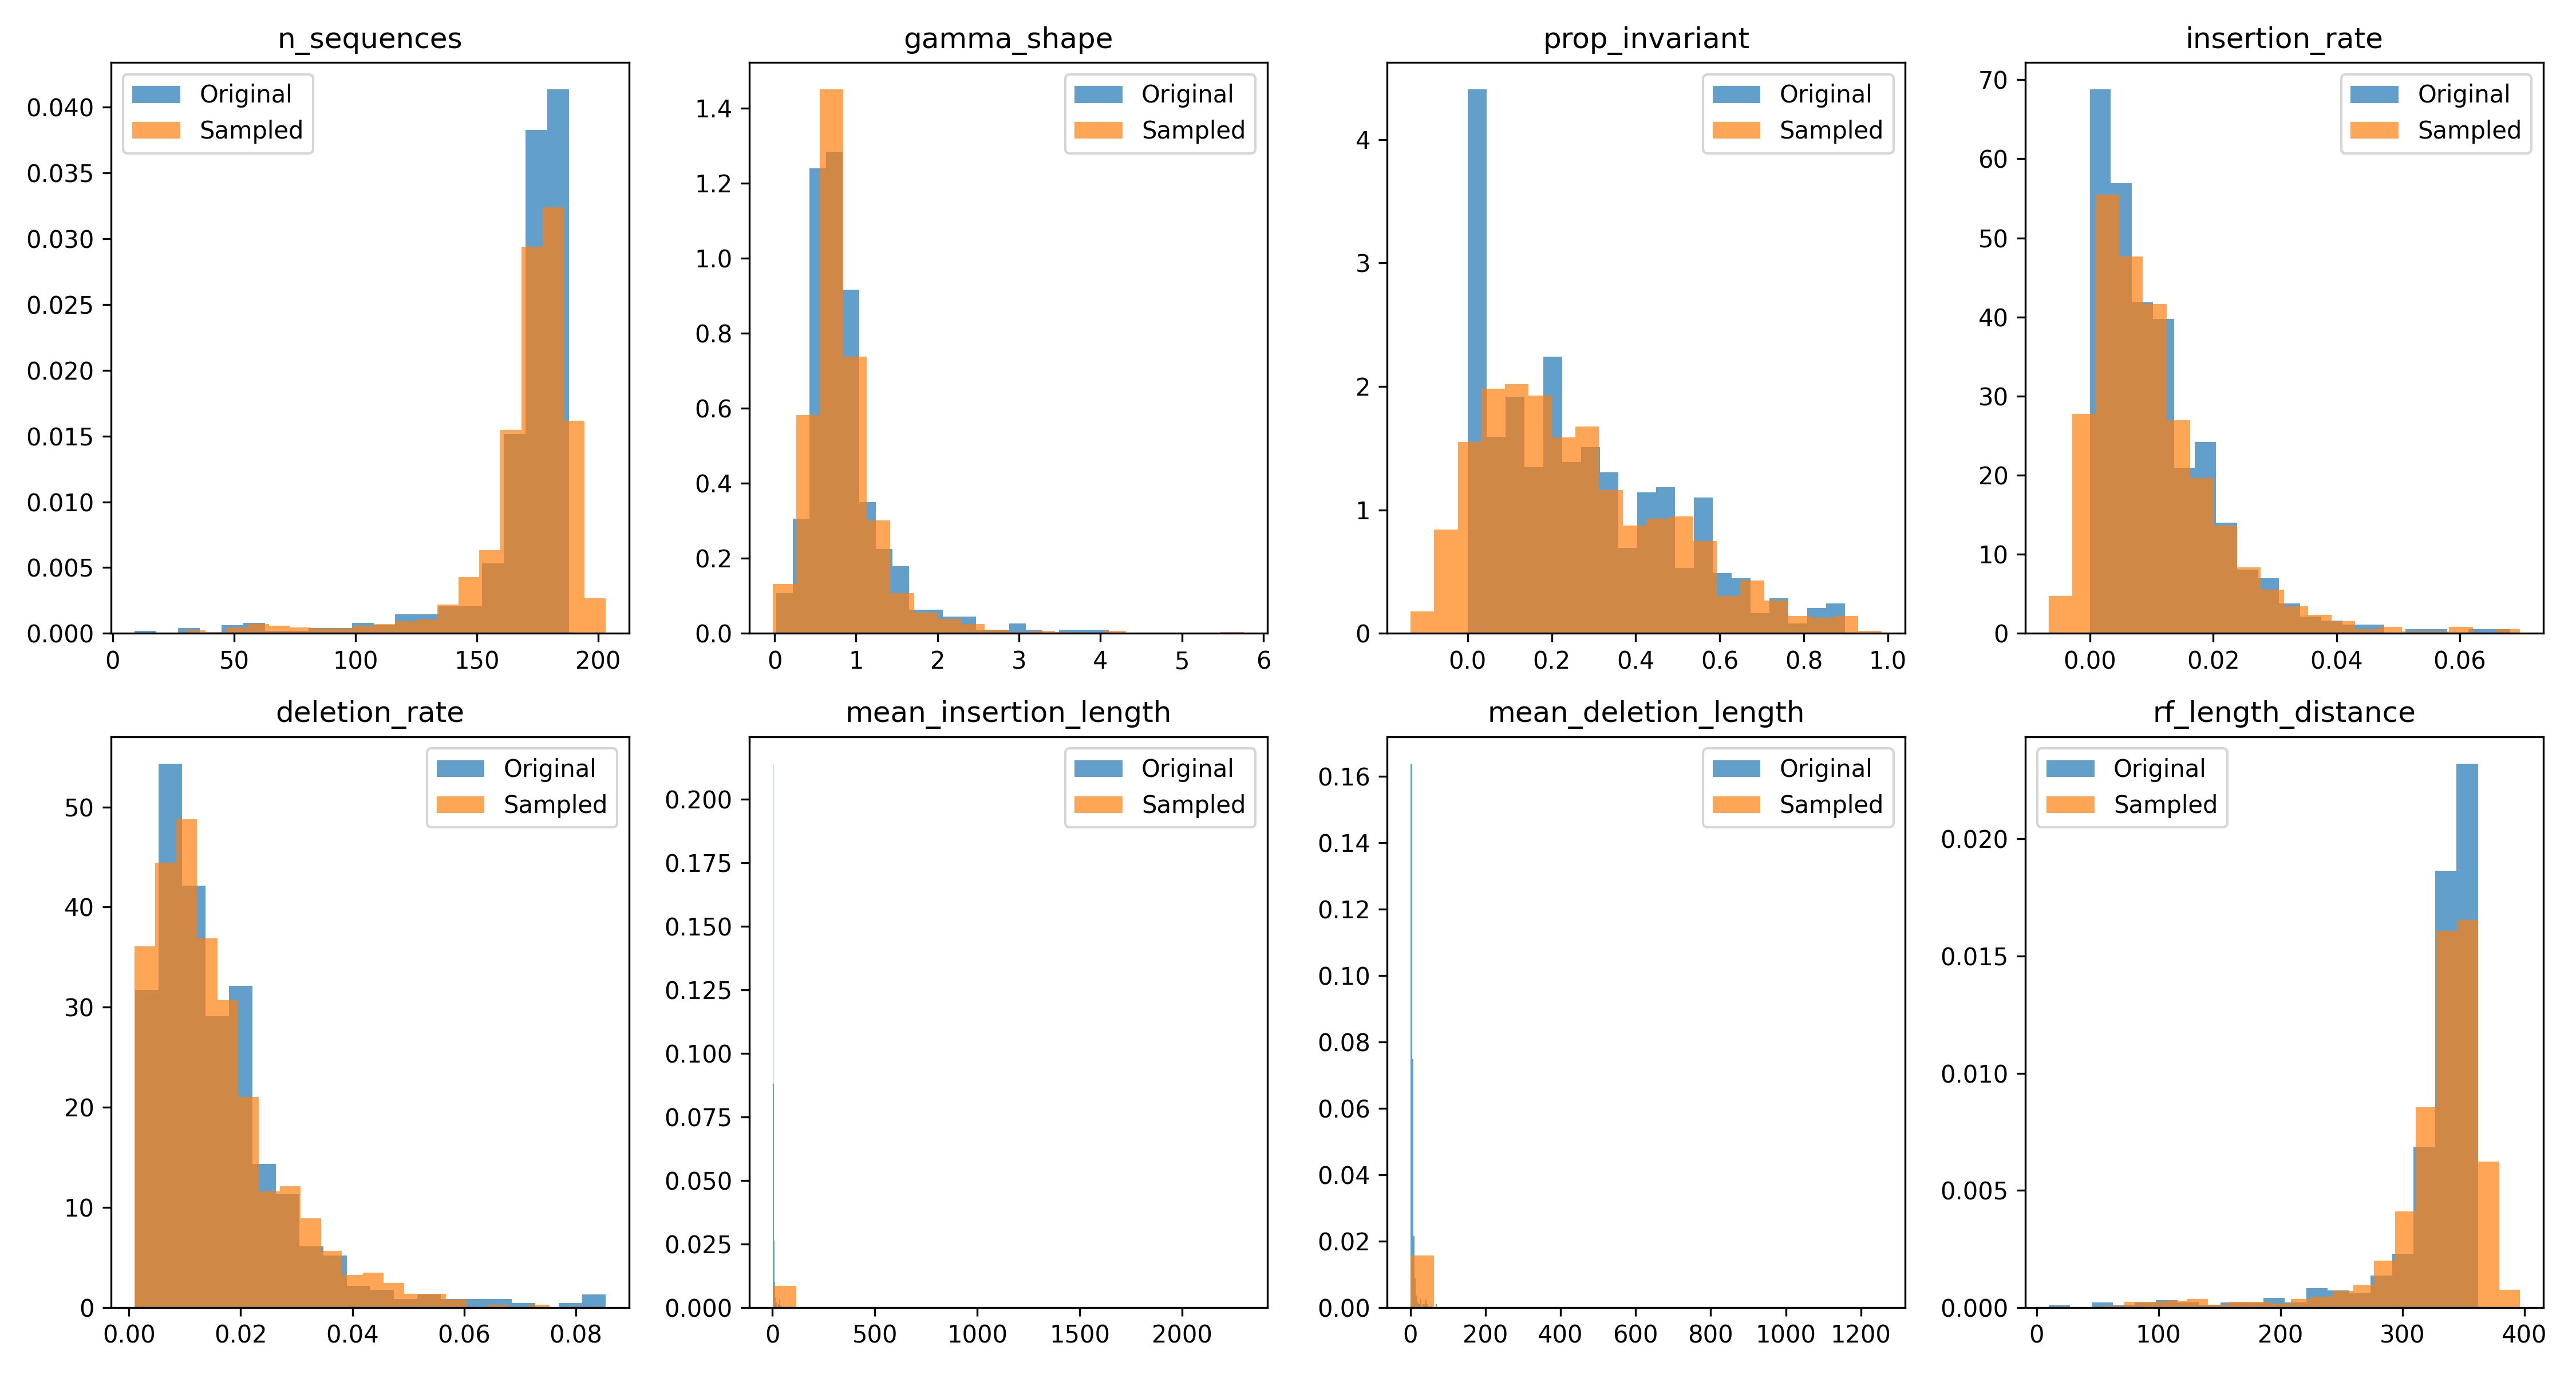 n_sequences
Original
Sampled
0.040
0.035
0.030
0.025
0.020
0.015
0.010
0.005
0.000
0 50 100 150 200
gamma_shape
Original
Sampled
1.4
1.2
1.0
0.8
0.6
0.4
0.2
0.0
0 1 2 3 4 5 6
prop_invariant
Original
Sampled
4
3
2
1
0
0.0 0.2 0.4 0.6 0.8 1.0
insertion_rate
Original
Sampled
70
60
50
40
30
20
10
0
0.00 0.02 0.04 0.06
deletion_rate
Original
Sampled
50
40
30
20
10
0
0.00 0.02 0.04 0.06 0.08
mean_insertion_length
Original
Sampled
0.200
0.175
0.150
0.125
0.100
0.075
0.050
0.025
0.000
0 500 1000 1500 2000
mean_deletion_length
Original
Sampled
0.16
0.14
0.12
0.10
0.08
0.06
0.04
0.02
0.00
0 200 400 600 800 1000 1200
rf_length_distance
Original
Sampled
0.020
0.015
0.010
0.005
0.000
0 100 200 300 400